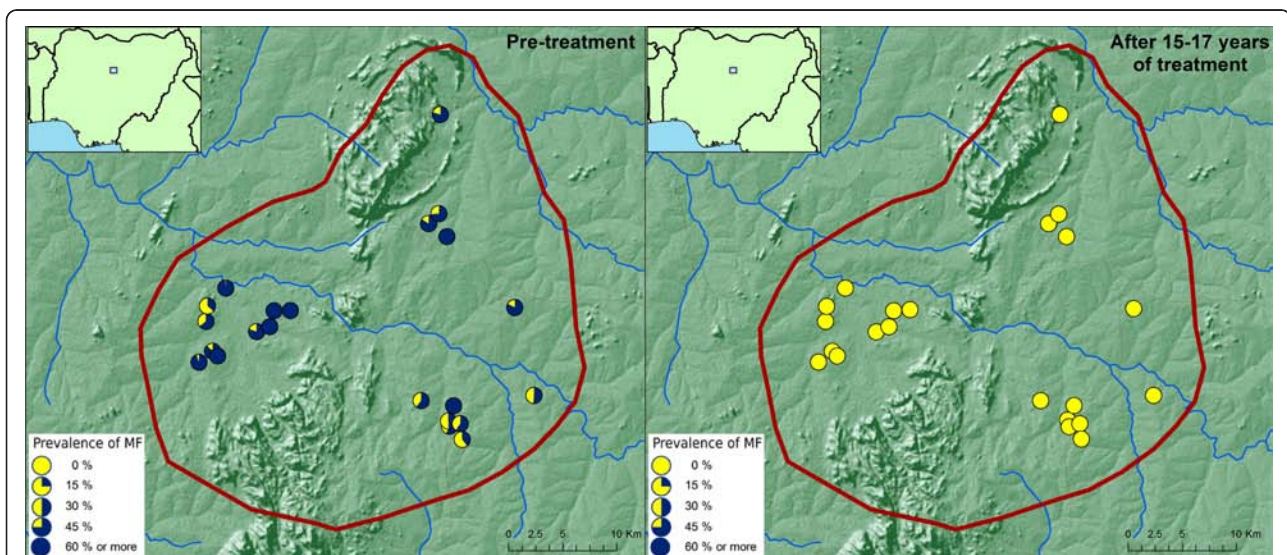 Pre-treatment
Prevalence of MF
0 %
15 %
30 %
45 %
60 % or more
0 2.5 5 10 Km
After 15-17 years
of treatment
Prevalence of MF
0 %
15 %
30 %
45 %
60 % or more
0 2.5 5 10 Km